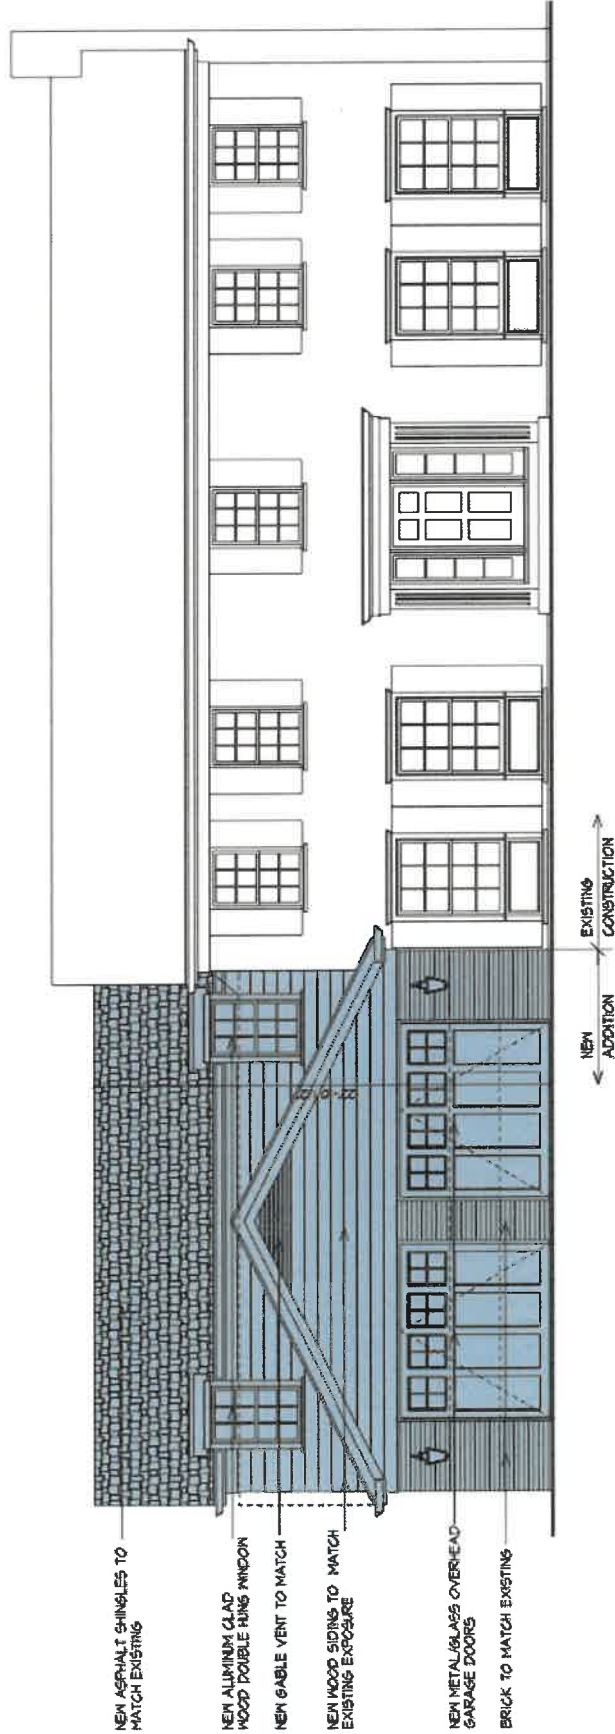 NEW ASPHALT SHINGLES TO
MATCH EXISTING
NEW ALUMINUM CLAD
WOOD DOUBLE HUNG WINDOW
NEW GABLE VENT TO MATCH
NEW WOOD SIDING TO MATCH
EXISTING EXPOSURE
NEW METAL/GLASS OVERHEAD
GARAGE DOORS
BRICK TO MATCH EXISTING
NEW
ADDITION
EXISTING
CONSTRUCTION